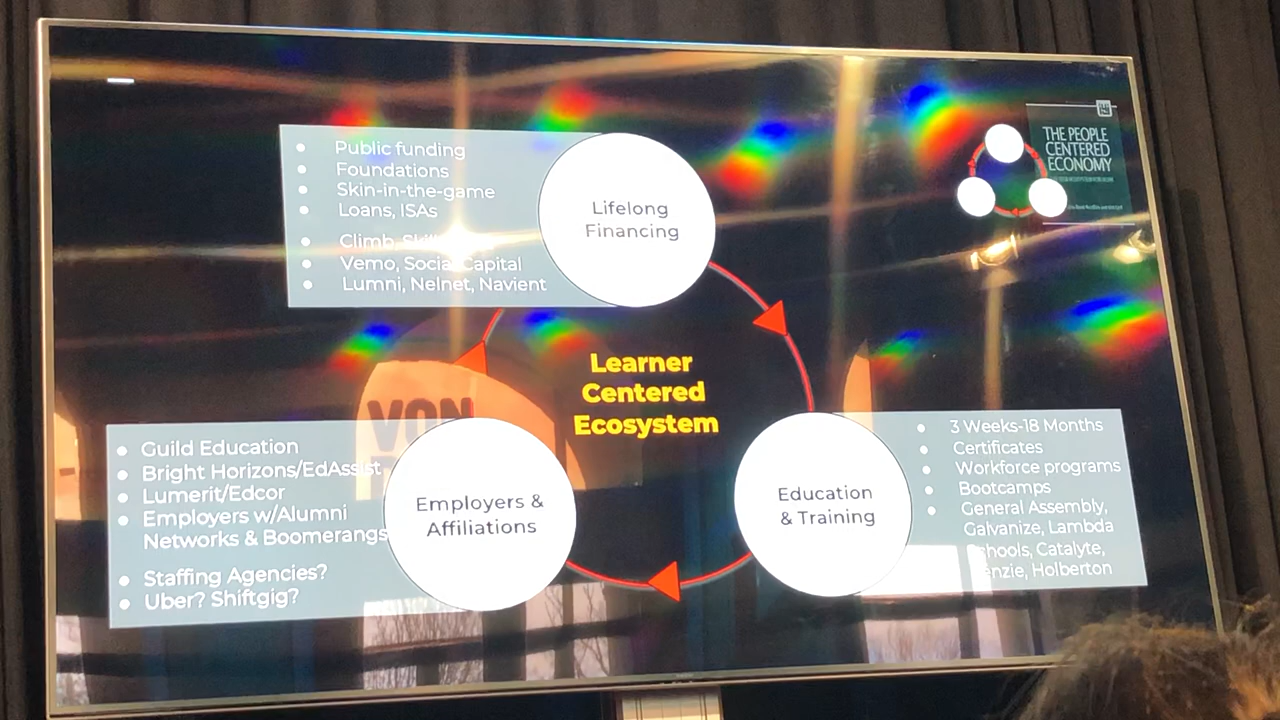 Public funding
Foundations
Skin-in-the-game
Loans, ISAs
Climb,
Vemo, Social Capital
Lumni, Nelnet, Navient
Lifelong
Financing
THE PEOPLE
CENTERED
ECONOMY
Learner
Centered
Ecosystem
VON
Guild Education
Bright Horizons/EdAssist
Lumerit/Edcor
Employers w/Alumni
Networks & Boomerangs
Staffing Agencies?
Uber? Shiftgig?
Employers &
Affiliations
Education
& Training
3 Weeks-18 Months
Certificates
Workforce programs
Bootcamps
General Assembly,
Galvanize, Lambda
Catalyte,
Holberton